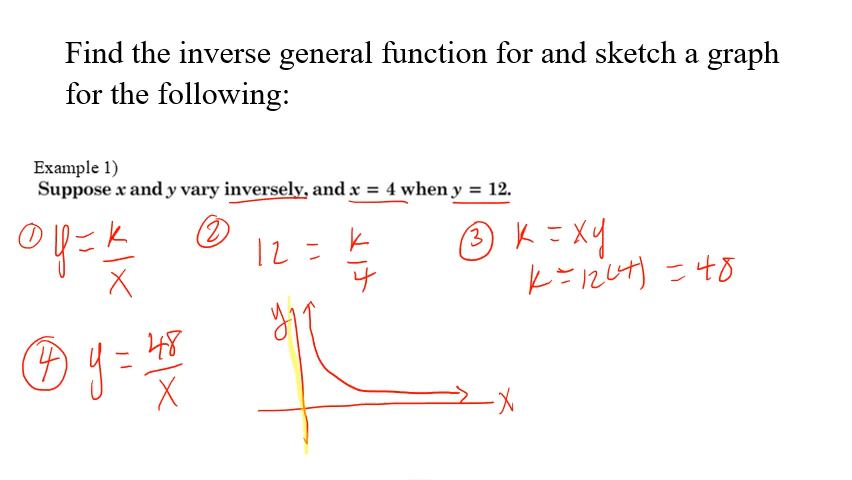 Find the inverse general function for and sketch a graph
for the following:
Example 1)
Suppose x and y vary inversely, and x = 4 when y = 12.
① y = k/x ② 12 = k/4 ③ k = xy
k = 12(4) = 48
④ y = 48/x
y
x